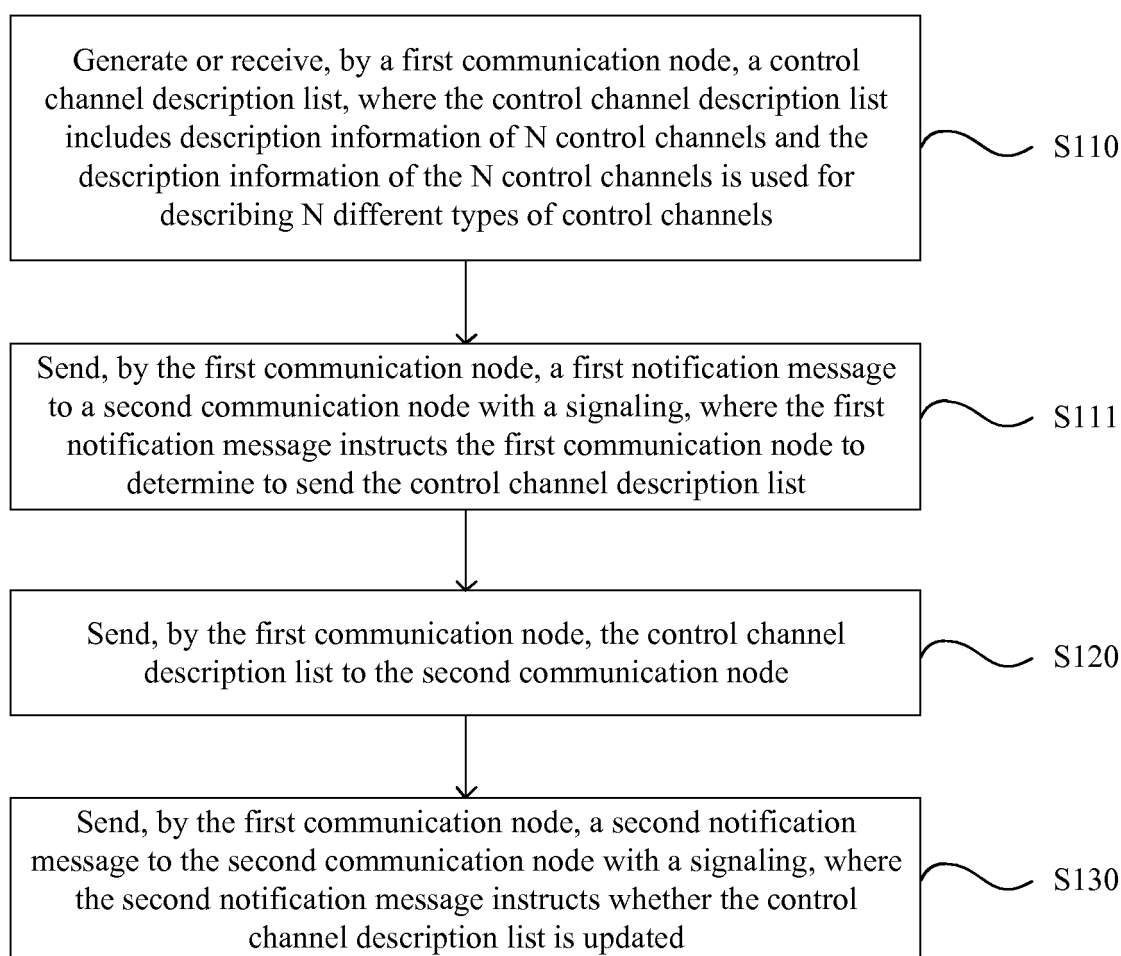 Generate or receive, by a first communication node, a control
channel description list, where the control channel description list
includes description information of N control channels and the
description information of the N control channels is used for
describing N different types of control channels
S110
Send, by the first communication node, a first notification message
to a second communication node with a signaling, where the first
notification message instructs the first communication node to
determine to send the control channel description list
S111
Send, by the first communication node, the control channel
description list to the second communication node
S120
Send, by the first communication node, a second notification
message to the second communication node with a signaling, where
the second notification message instructs whether the control
channel description list is updated
S130